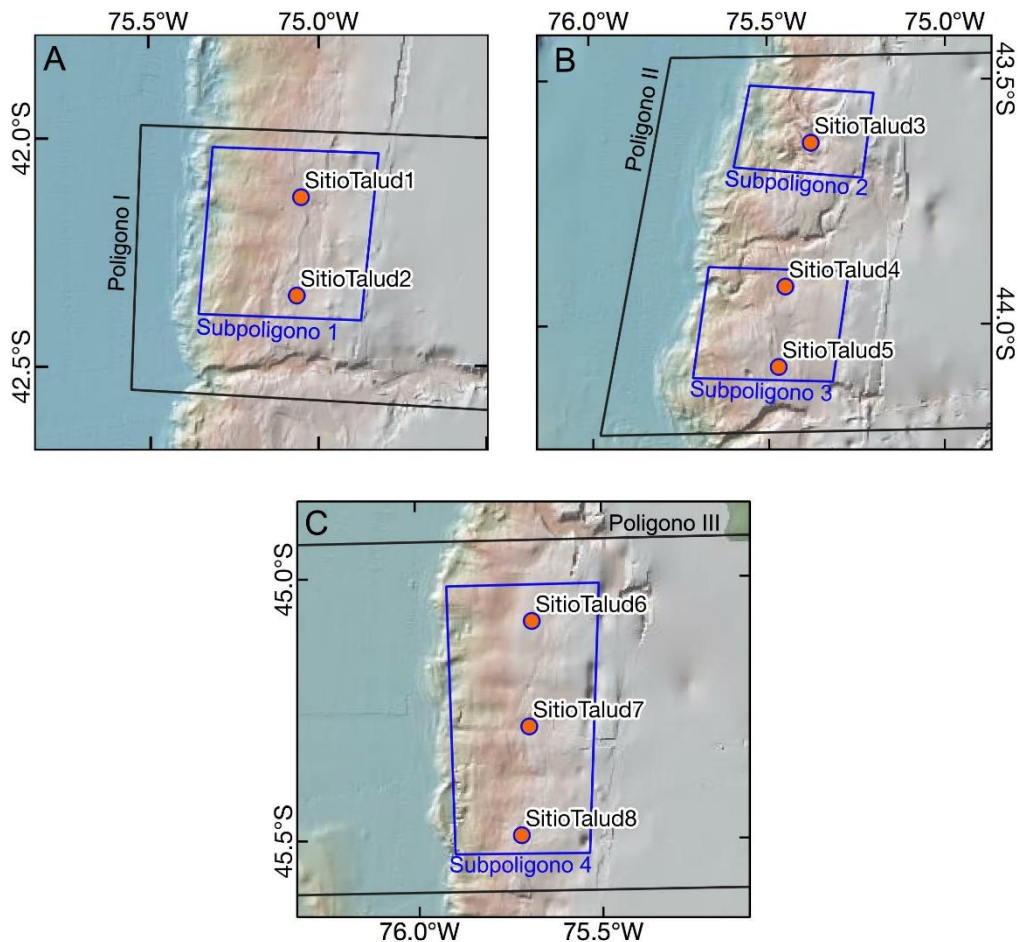 75.5°W 75.0°W
76.0°W 75.5°W 75.0°W
A
42.0°S
SitioTalud1
Poligono I
SitioTalud2
Subpoligono 1
42.5°S
B
43.5°S
SitioTalud3
Poligono II
Subpoligono 2
SitioTalud4
44.0°S
SitioTalud5
Subpoligono 3
C
Poligono III
45.0°S
SitioTalud6
SitioTalud7
SitioTalud8
45.5°S
Subpoligono 4
76.0°W 75.5°W